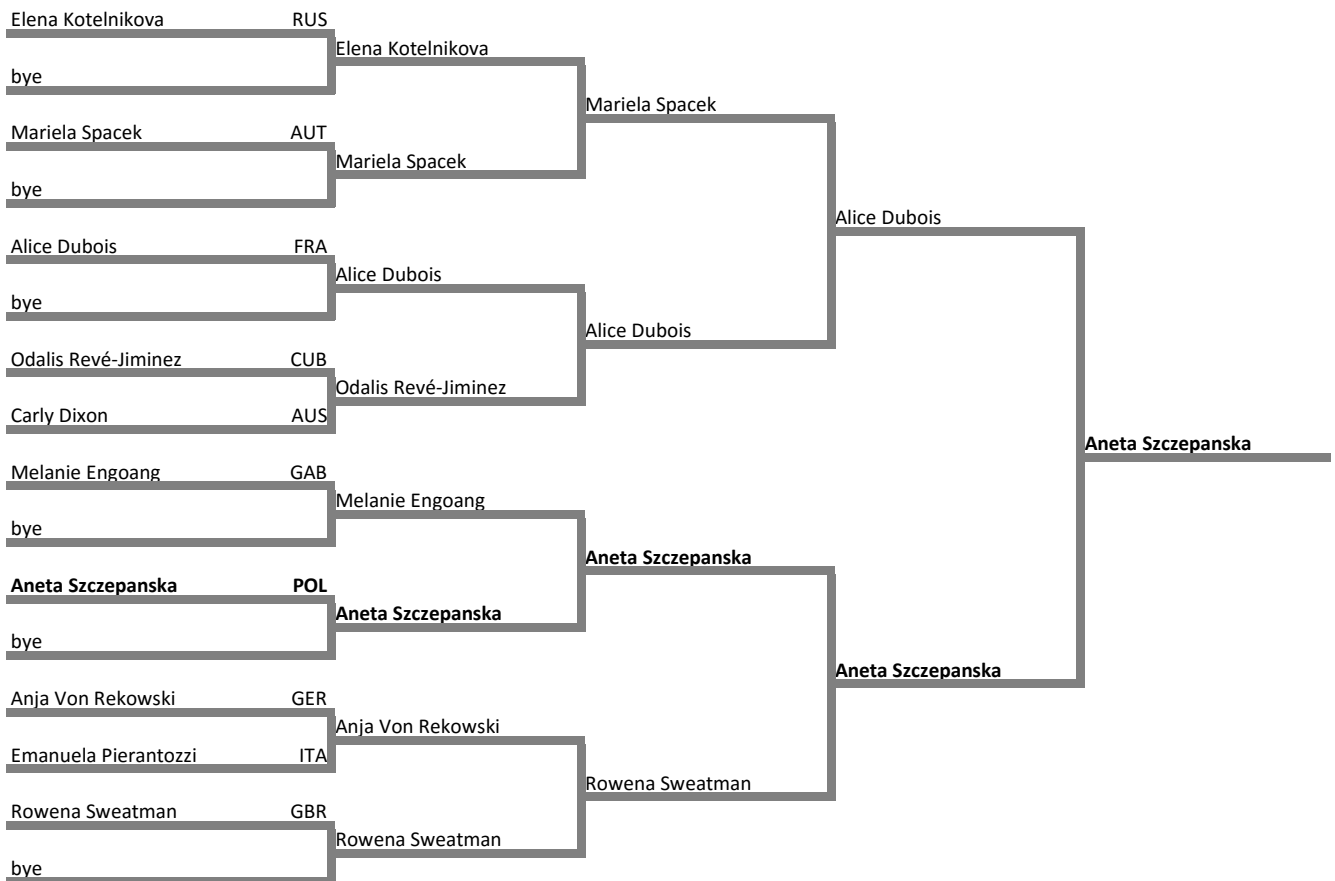 Elena Kotelnikova RUS
Elena Kotelnikova
bye
Mariela Spacek
Mariela Spacek AUT
Mariela Spacek
bye
Alice Dubois
Alice Dubois FRA
Alice Dubois
bye
Alice Dubois
Odalis Revé-Jiminez CUB
Odalis Revé-Jiminez
Carly Dixon AUS
Aneta Szczepanska
Melanie Engoang GAB
Melanie Engoang
bye
Aneta Szczepanska
Aneta Szczepanska POL
Aneta Szczepanska
bye
Aneta Szczepanska
Anja Von Rekowski GER
Anja Von Rekowski
Emanuela Pierantozzi ITA
Rowena Sweatman
Rowena Sweatman GBR
Rowena Sweatman
bye